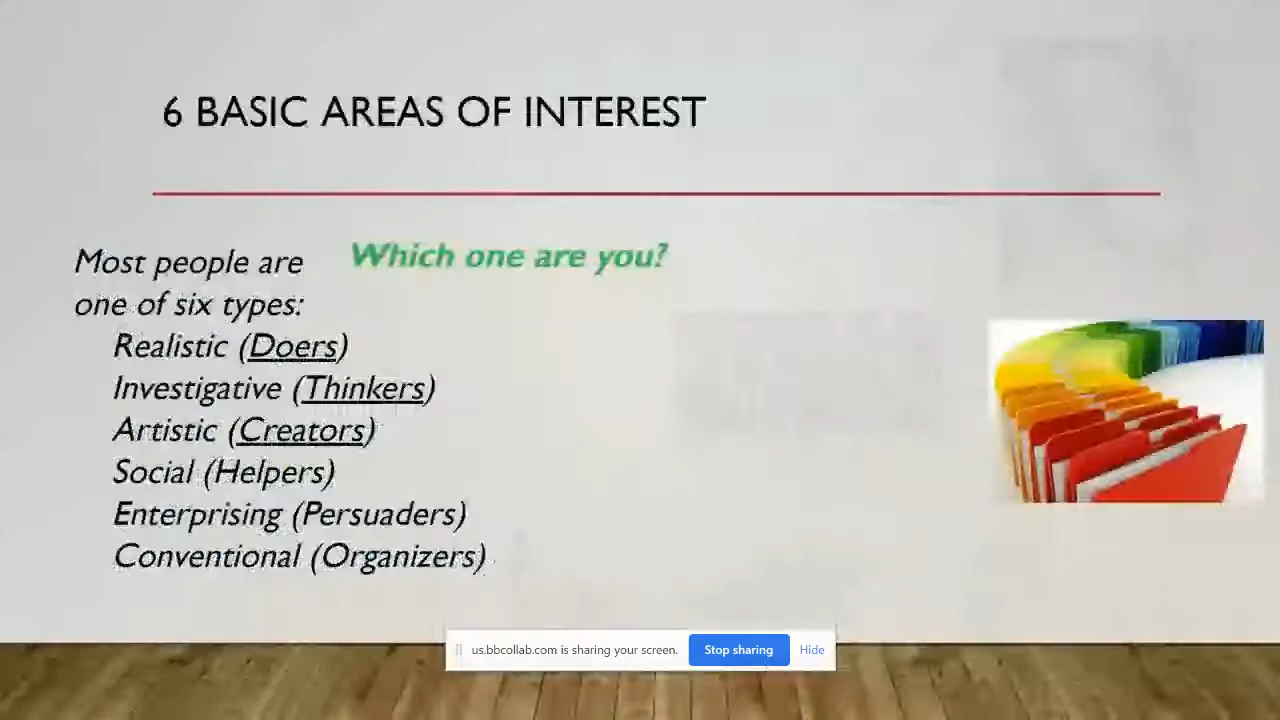 6 BASIC AREAS OF INTEREST
Most people are
one of six types:
Which one are you?
Realistic (Doers)
Investigative (Thinkers)
Artistic (Creators)
Social (Helpers)
Enterprising (Persuaders)
Conventional (Organizers)
us.bbcollab.com is sharing your screen.
Stop sharing
Hide